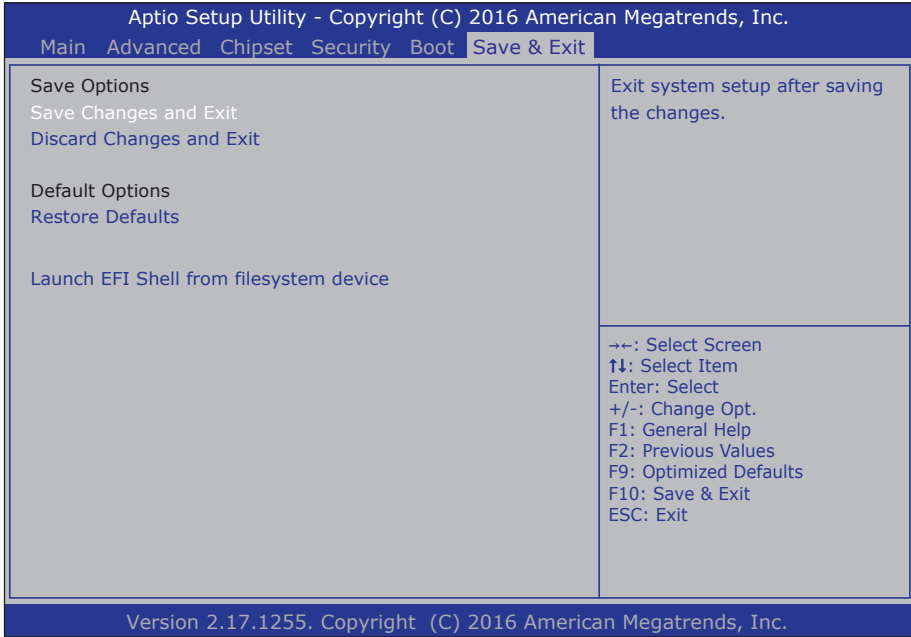 Aptio Setup Utility - Copyright (C) 2016 American Megatrends, Inc.
Main Advanced Chipset Security Boot Save & Exit
Save Options
Save Changes and Exit
Discard Changes and Exit
Default Options
Restore Defaults
Launch EFI Shell from filesystem device
Exit system setup after saving
the changes.
→←: Select Screen
↑↓: Select Item
Enter: Select
+/-: Change Opt.
F1: General Help
F2: Previous Values
F9: Optimized Defaults
F10: Save & Exit
ESC: Exit
Version 2.17.1255. Copyright (C) 2016 American Megatrends, Inc.